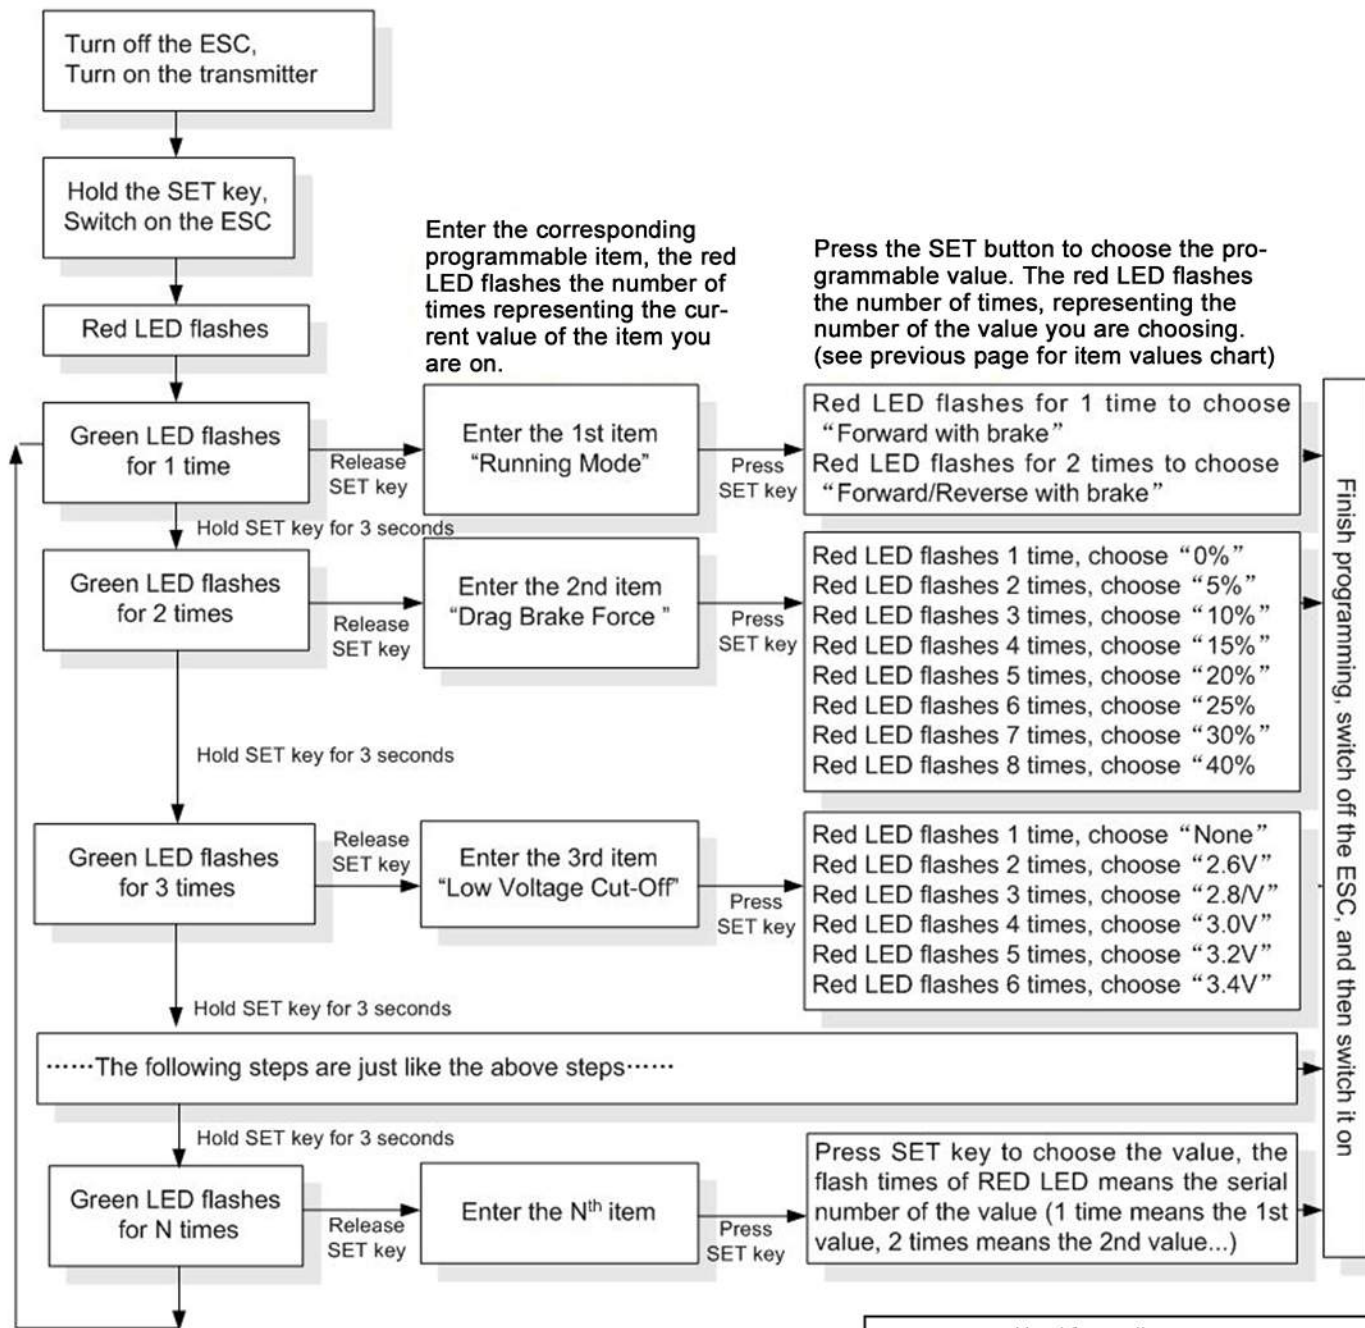 Turn off the ESC,
Turn on the transmitter
Hold the SET key,
Switch on the ESC
Red LED flashes
Enter the corresponding
programmable item, the red
LED flashes the number of
times representing the cur-
rent value of the item you
are on.
Press the SET button to choose the pro-
grammable value. The red LED flashes
the number of times, representing the
number of the value you are choosing.
(see previous page for item values chart)
Green LED flashes
for 1 time
Release
SET key
Enter the 1st item
“Running Mode”
Press
SET key
Red LED flashes for 1 time to choose
“Forward with brake”
Red LED flashes for 2 times to choose
“Forward/Reverse with brake”
Hold SET key for 3 seconds
Green LED flashes
for 2 times
Release
SET key
Enter the 2nd item
“Drag Brake Force ”
Press
SET key
Red LED flashes 1 time, choose “0%”
Red LED flashes 2 times, choose “5%”
Red LED flashes 3 times, choose “10%”
Red LED flashes 4 times, choose “15%”
Red LED flashes 5 times, choose “20%”
Red LED flashes 6 times, choose “25%
Red LED flashes 7 times, choose “30%”
Red LED flashes 8 times, choose “40%
Hold SET key for 3 seconds
Green LED flashes
for 3 times
Release
SET key
Enter the 3rd item
“Low Voltage Cut-Off”
Press
SET key
Red LED flashes 1 time, choose “None”
Red LED flashes 2 times, choose “2.6V”
Red LED flashes 3 times, choose “2.8/V”
Red LED flashes 4 times, choose “3.0V”
Red LED flashes 5 times, choose “3.2V”
Red LED flashes 6 times, choose “3.4V”
Hold SET key for 3 seconds
······The following steps are just like the above steps······
Hold SET key for 3 seconds
Green LED flashes
for N times
Release
SET key
Enter the Nth item
Press
SET key
Press SET key to choose the value, the
flash times of RED LED means the serial
number of the value (1 time means the 1st
value, 2 times means the 2nd value...)
Finish programming, switch off the ESC, and then switch it on